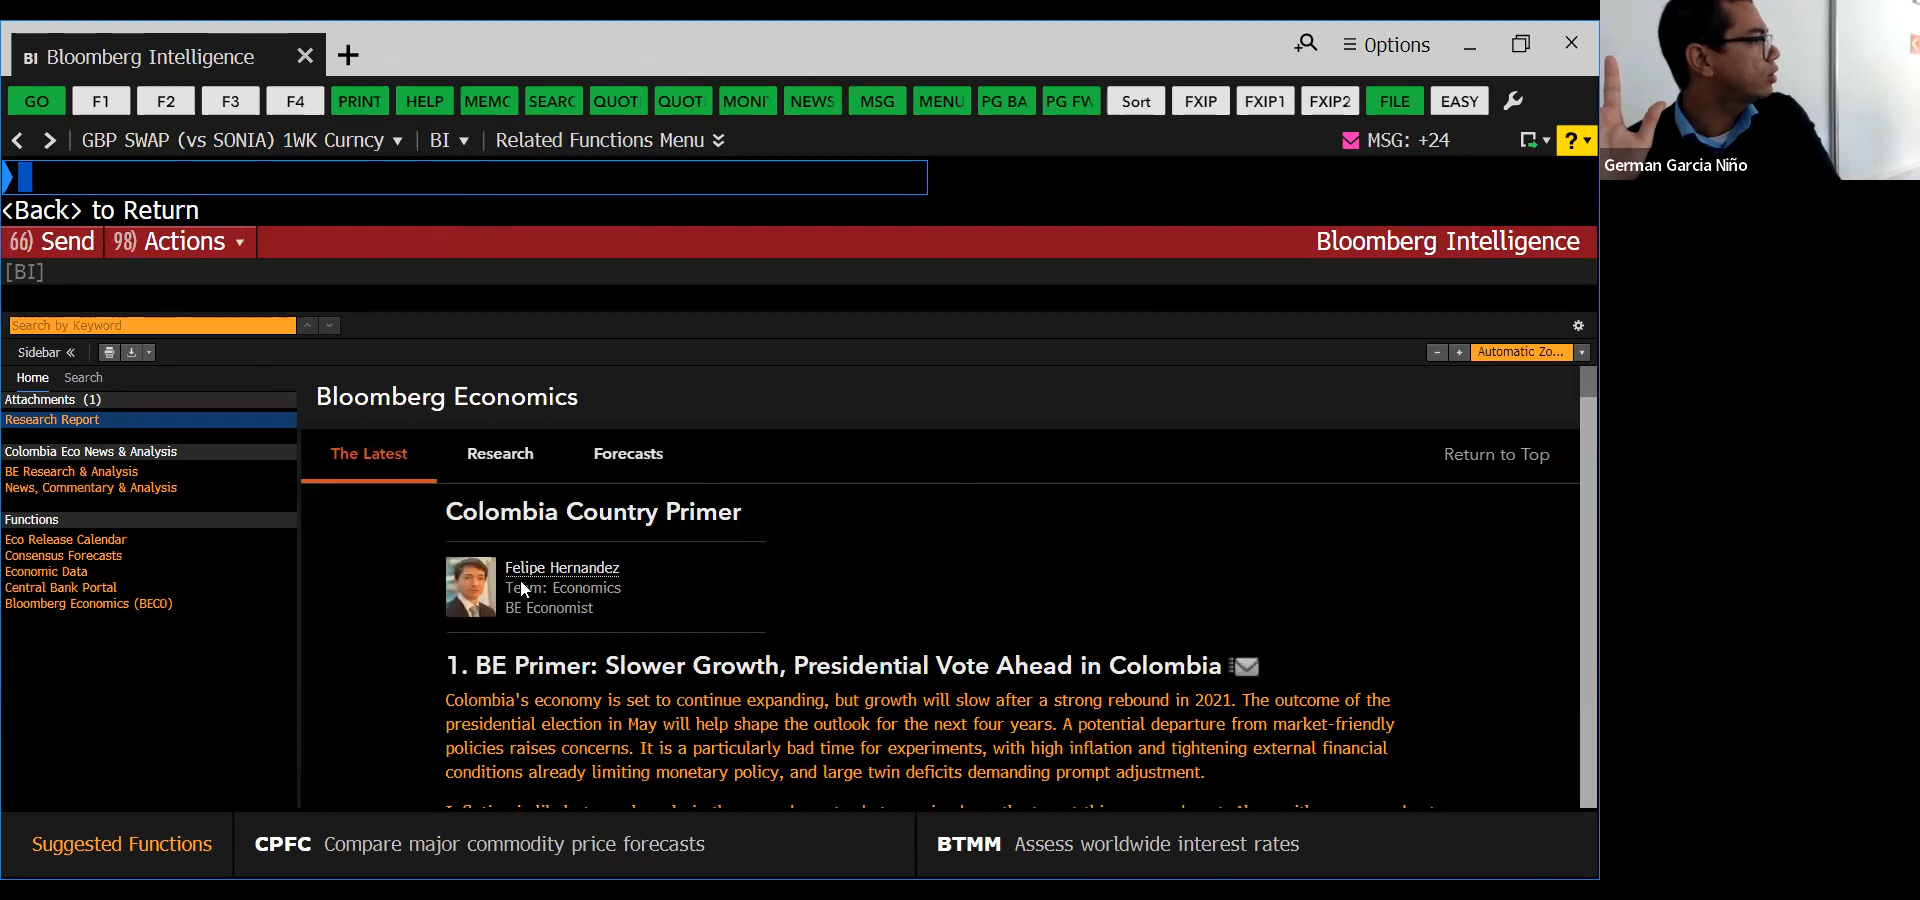 BI Bloomberg Intelligence
Options
GO F1 F2 F3 F4 PRINT HELP MEMC SEARC QUOT QUOT MONI NEWS MSG MENU PG BA PG FW Sort FXIP FXIP1 FXIP2 FILE EASY
GBP SWAP (vs SONIA) 1WK Curncy BI Related Functions Menu MSG: +24 ?
German Garcia Niño
<Back> to Return
66) Send 98) Actions Bloomberg Intelligence
[BI]
Search by Keyword
Sidebar « - + Automatic Zo...
Home Search
Attachments (1)
Research Report
Colombia Eco News & Analysis
BE Research & Analysis
News, Commentary & Analysis
Functions
Eco Release Calendar
Consensus Forecasts
Economic Data
Central Bank Portal
Bloomberg Economics (BECO)
Bloomberg Economics
The Latest Research Forecasts Return to Top
Colombia Country Primer
Felipe Hernandez
Team: Economics
BE Economist
1. BE Primer: Slower Growth, Presidential Vote Ahead in Colombia
Colombia's economy is set to continue expanding, but growth will slow after a strong rebound in 2021. The outcome of the
presidential election in May will help shape the outlook for the next four years. A potential departure from market-friendly
policies raises concerns. It is a particularly bad time for experiments, with high inflation and tightening external financial
conditions already limiting monetary policy, and large twin deficits demanding prompt adjustment.
Suggested Functions CPFC Compare major commodity price forecasts BTMM Assess worldwide interest rates